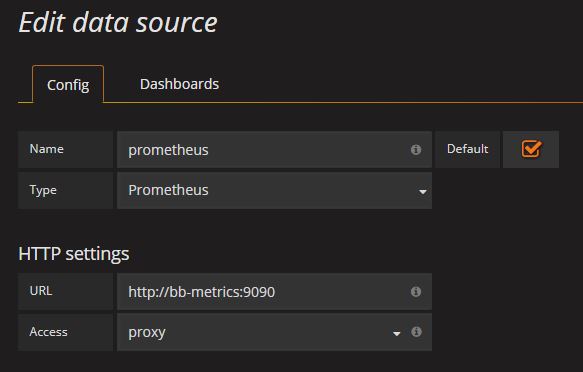 Edit data source
Config Dashboards
Name prometheus Default
Type Prometheus
HTTP settings
URL http://bb-metrics:9090
Access proxy